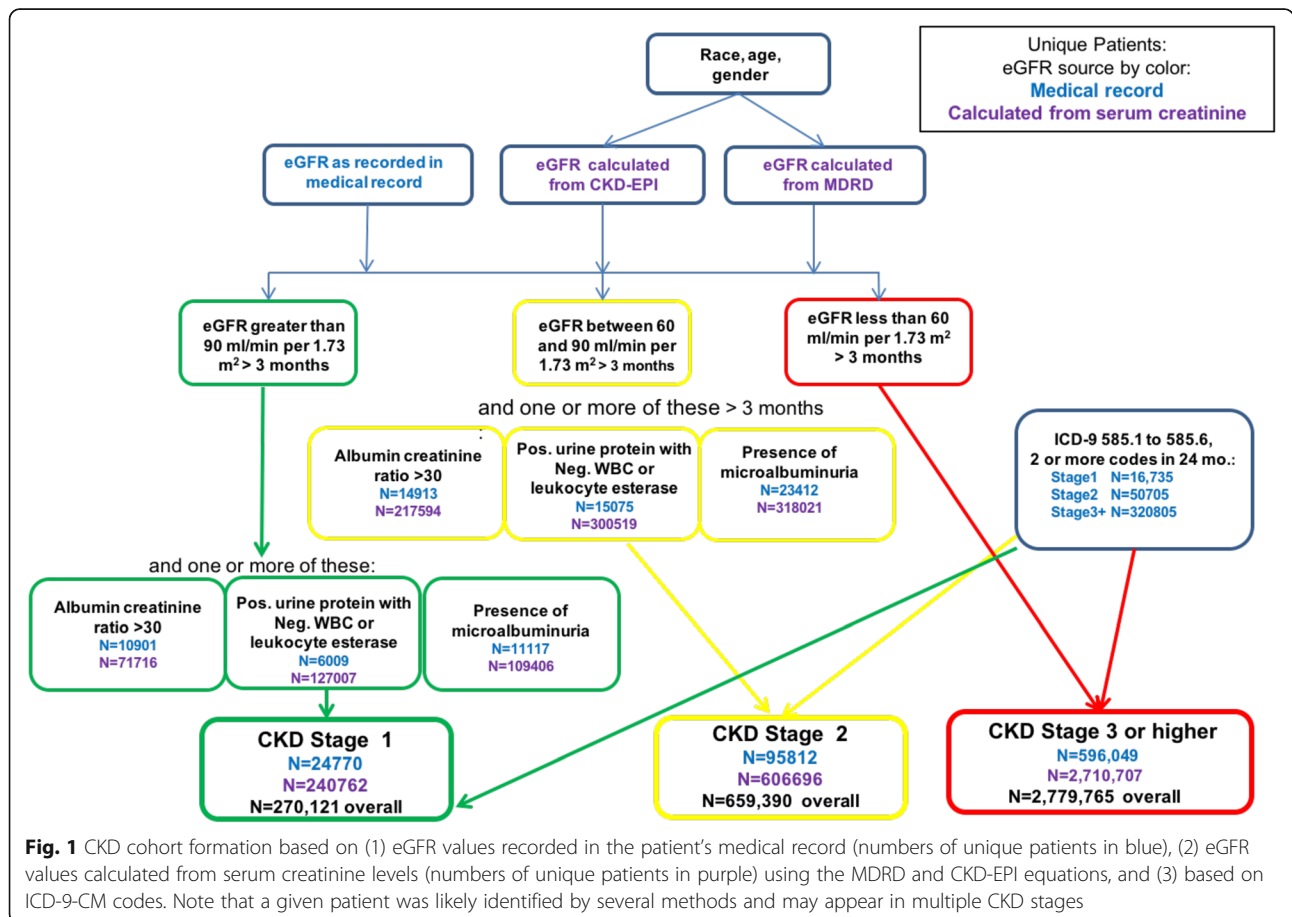 Race, age,
gender
Unique Patients:
eGFR source by color:
Medical record
Calculated from serum creatinine
eGFR as recorded in
medical record
eGFR calculated
from CKD-EPI
eGFR calculated
from MDRD
eGFR greater than
90 ml/min per 1.73
m² > 3 months
eGFR between 60
and 90 ml/min per
1.73 m² > 3 months
eGFR less than 60
ml/min per 1.73 m²
> 3 months
and one or more of these > 3 months
:
Albumin creatinine
ratio >30
N=14913
N=217594
Pos. urine protein with
Neg. WBC or
leukocyte esterase
N=15075
N=300519
Presence of
microalbuminuria
N=23412
N=318021
ICD-9 585.1 to 585.6,
2 or more codes in 24 mo.:
Stage1 N=16,735
Stage2 N=50705
Stage3+ N=320805
and one or more of these:
Albumin creatinine
ratio >30
N=10901
N=71716
Pos. urine protein with
Neg. WBC or
leukocyte esterase
N=6009
N=127007
Presence of
microalbuminuria
N=11117
N=109406
CKD Stage 1
N=24770
N=240762
N=270,121 overall
CKD Stage 2
N=95812
N=606696
N=659,390 overall
CKD Stage 3 or higher
N=596,049
N=2,710,707
N=2,779,765 overall
Fig. 1 CKD cohort formation based on (1) eGFR values recorded in the patient's medical record (numbers of unique patients in blue), (2) eGFR
values calculated from serum creatinine levels (numbers of unique patients in purple) using the MDRD and CKD-EPI equations, and (3) based on
ICD-9-CM codes. Note that a given patient was likely identified by several methods and may appear in multiple CKD stages